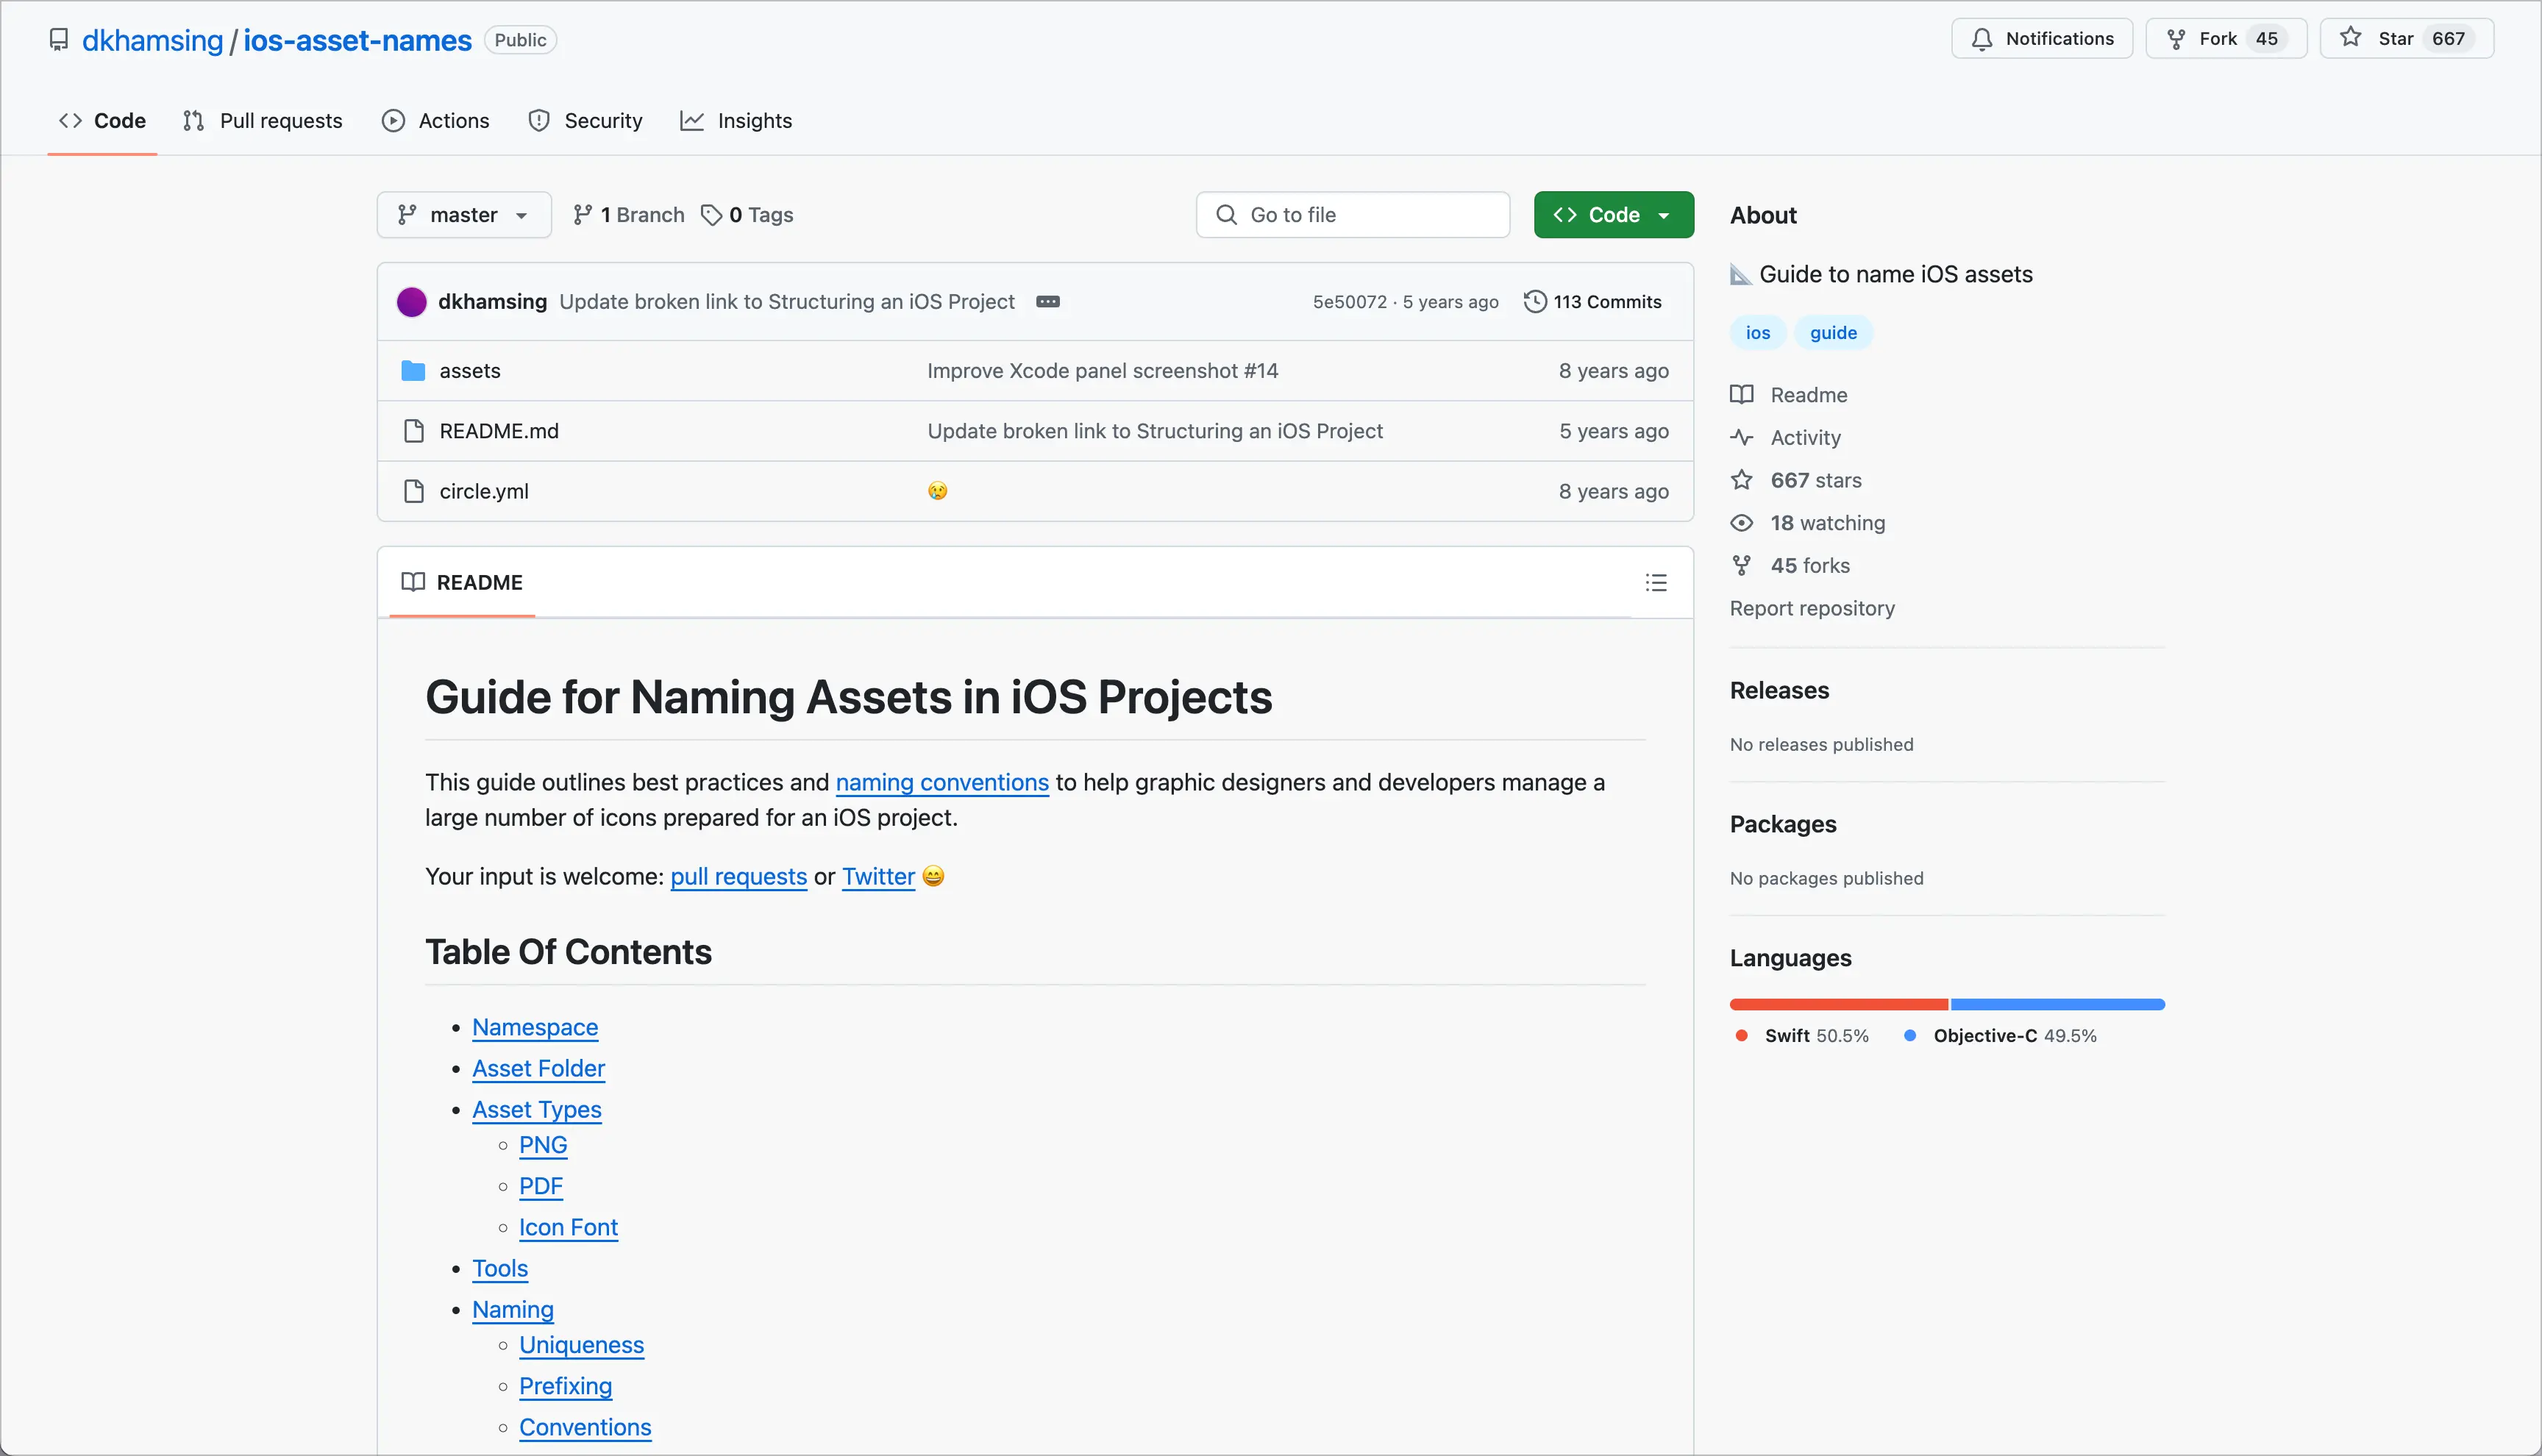 dkhamsing/ios-asset-names Public
Notifications Fork 45 Star 667
Code Pull requests Actions Security Insights
master 1 Branch 0 Tags Go to file Code
dkhamsing Update broken link to Structuring an iOS Project 5e50072 · 5 years ago 113 Commits
assets Improve Xcode panel screenshot #14 8 years ago
README.md Update broken link to Structuring an iOS Project 5 years ago
circle.yml 😢 8 years ago
README
Guide for Naming Assets in iOS Projects
This guide outlines best practices and naming conventions to help graphic designers and developers manage a
large number of icons prepared for an iOS project.
Your input is welcome: pull requests or Twitter 😄
Table Of Contents
• Namespace
• Asset Folder
• Asset Types
◦ PNG
◦ PDF
◦ Icon Font
• Tools
• Naming
◦ Uniqueness
◦ Prefixing
◦ Conventions
About
📐 Guide to name iOS assets
ios guide
Readme
Activity
667 stars
18 watching
45 forks
Report repository
Releases
No releases published
Packages
No packages published
Languages
Swift 50.5% Objective-C 49.5%